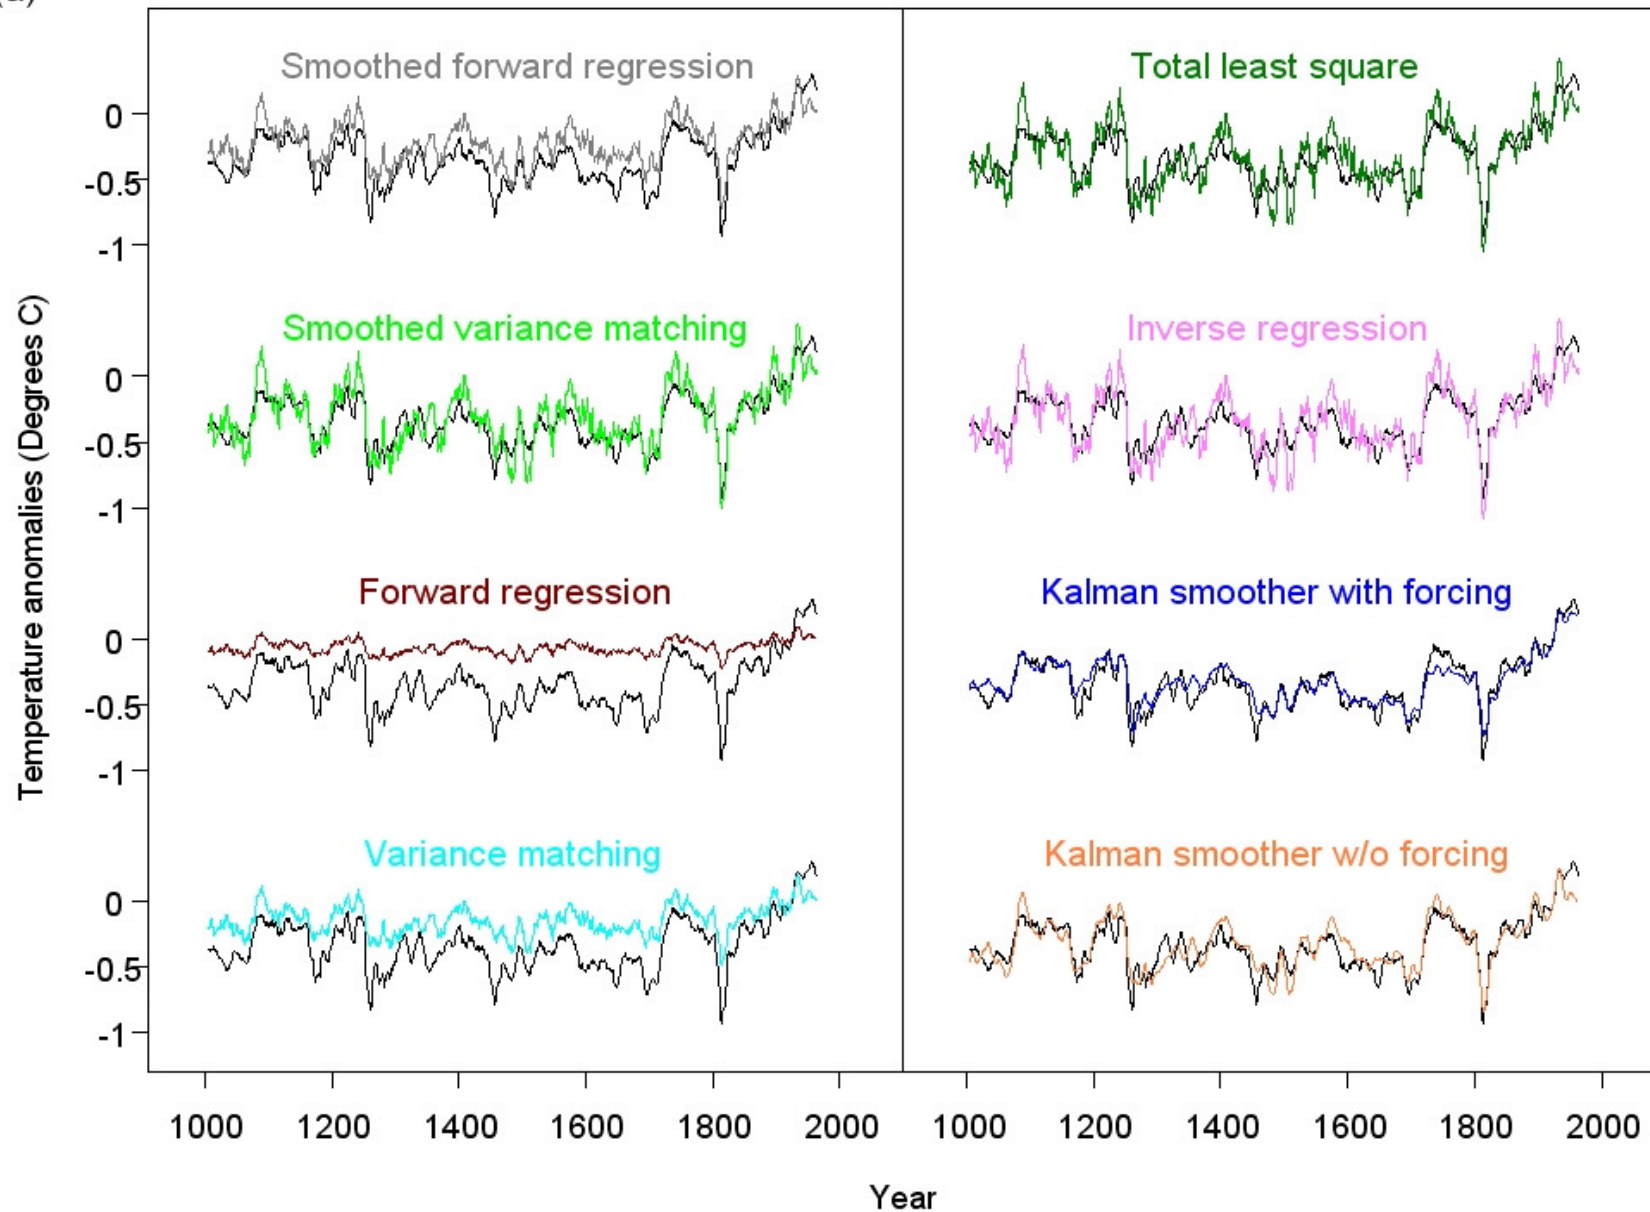 (a)
Smoothed forward regression
Total least square
0
-0.5
-1
Smoothed variance matching
Inverse regression
0
-0.5
-1
Forward regression
Kalman smoother with forcing
0
-0.5
-1
Variance matching
Kalman smoother w/o forcing
0
-0.5
-1
Temperature anomalies (Degrees C)
1000 1200 1400 1600 1800 2000 1000 1200 1400 1600 1800 2000
Year